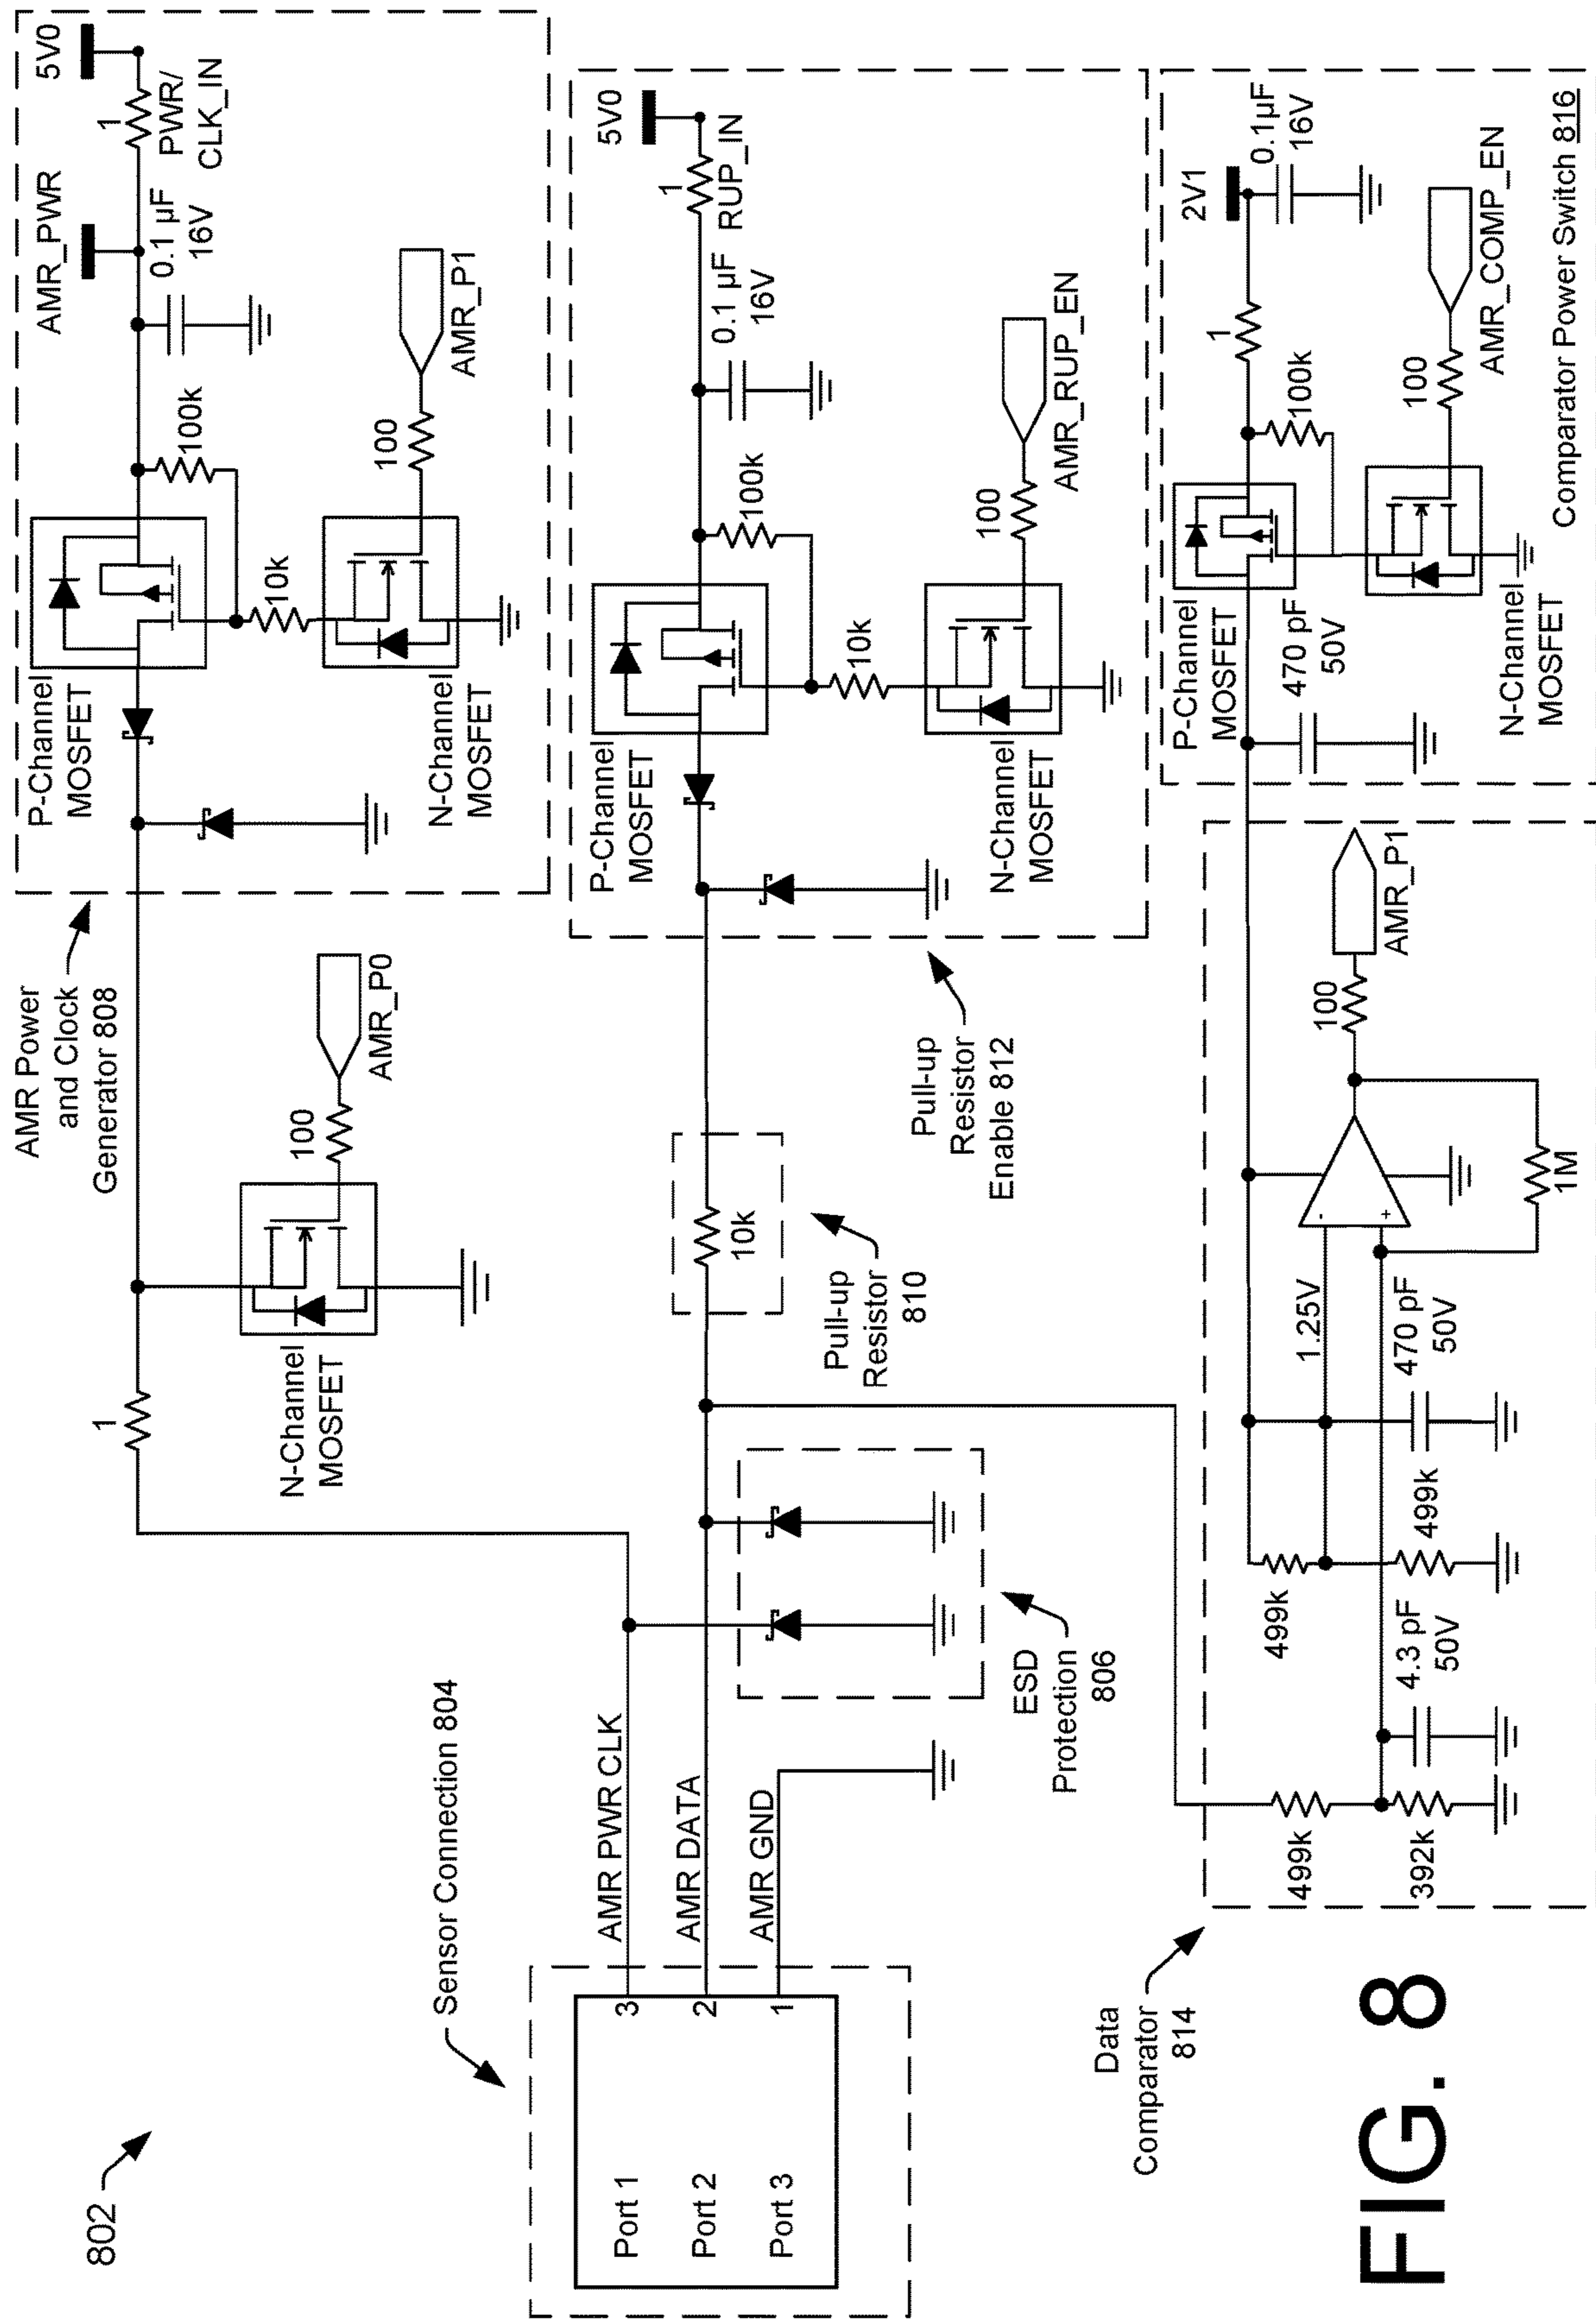 802
Sensor Connection 804
Port 1
Port 2
Port 3
3
2
1
AMR PWR CLK
AMR DATA
AMR GND
ESD
Protection
806
1
N-Channel
MOSFET
100
AMR_P0
AMR Power
and Clock
Generator 808
P-Channel
MOSFET
AMR_PWR
5V0
1
PWR/
CLK_IN
0.1 µF
16V
100k
10k
100
AMR_P1
N-Channel
MOSFET
Pull-up
Resistor
810
10k
Pull-up
Resistor
Enable 812
P-Channel
MOSFET
5V0
1
RUP_IN
0.1 µF
16V
100k
10k
100
AMR_RUP_EN
N-Channel
MOSFET
Data
Comparator
814
499k
392k
4.3 pF
50V
499k
499k
470 pF
50V
1.25V
-
+
1M
100
AMR_P1
P-Channel
MOSFET
470 pF
50V
2V1
0.1µF
16V
1
100k
100
AMR_COMP_EN
N-Channel
MOSFET
Comparator Power Switch 816
FIG. 8